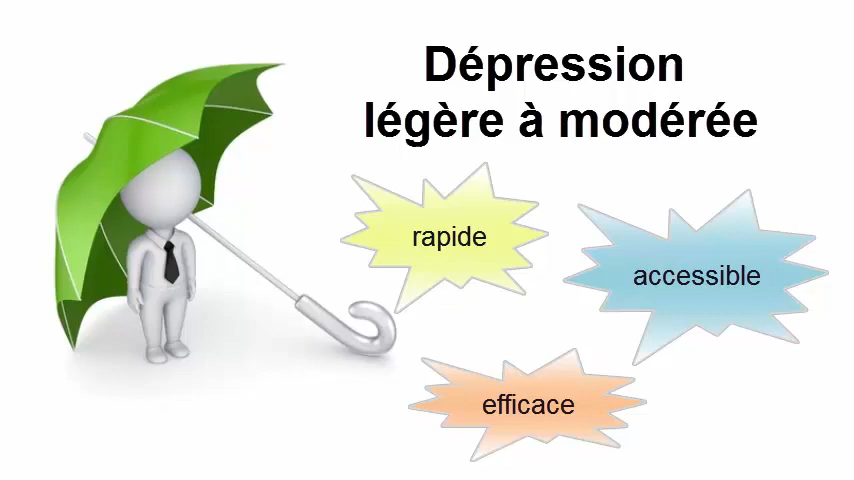 Dépression
légère à modérée
rapide
accessible
efficace